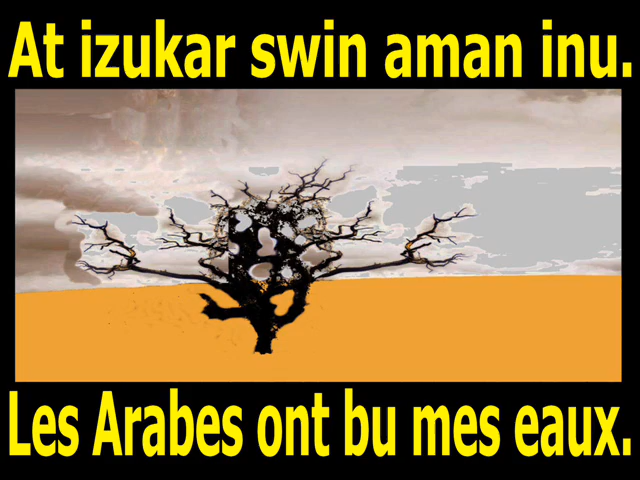 At izukar swin aman inu.
Les Arabes ont bu mes eaux.